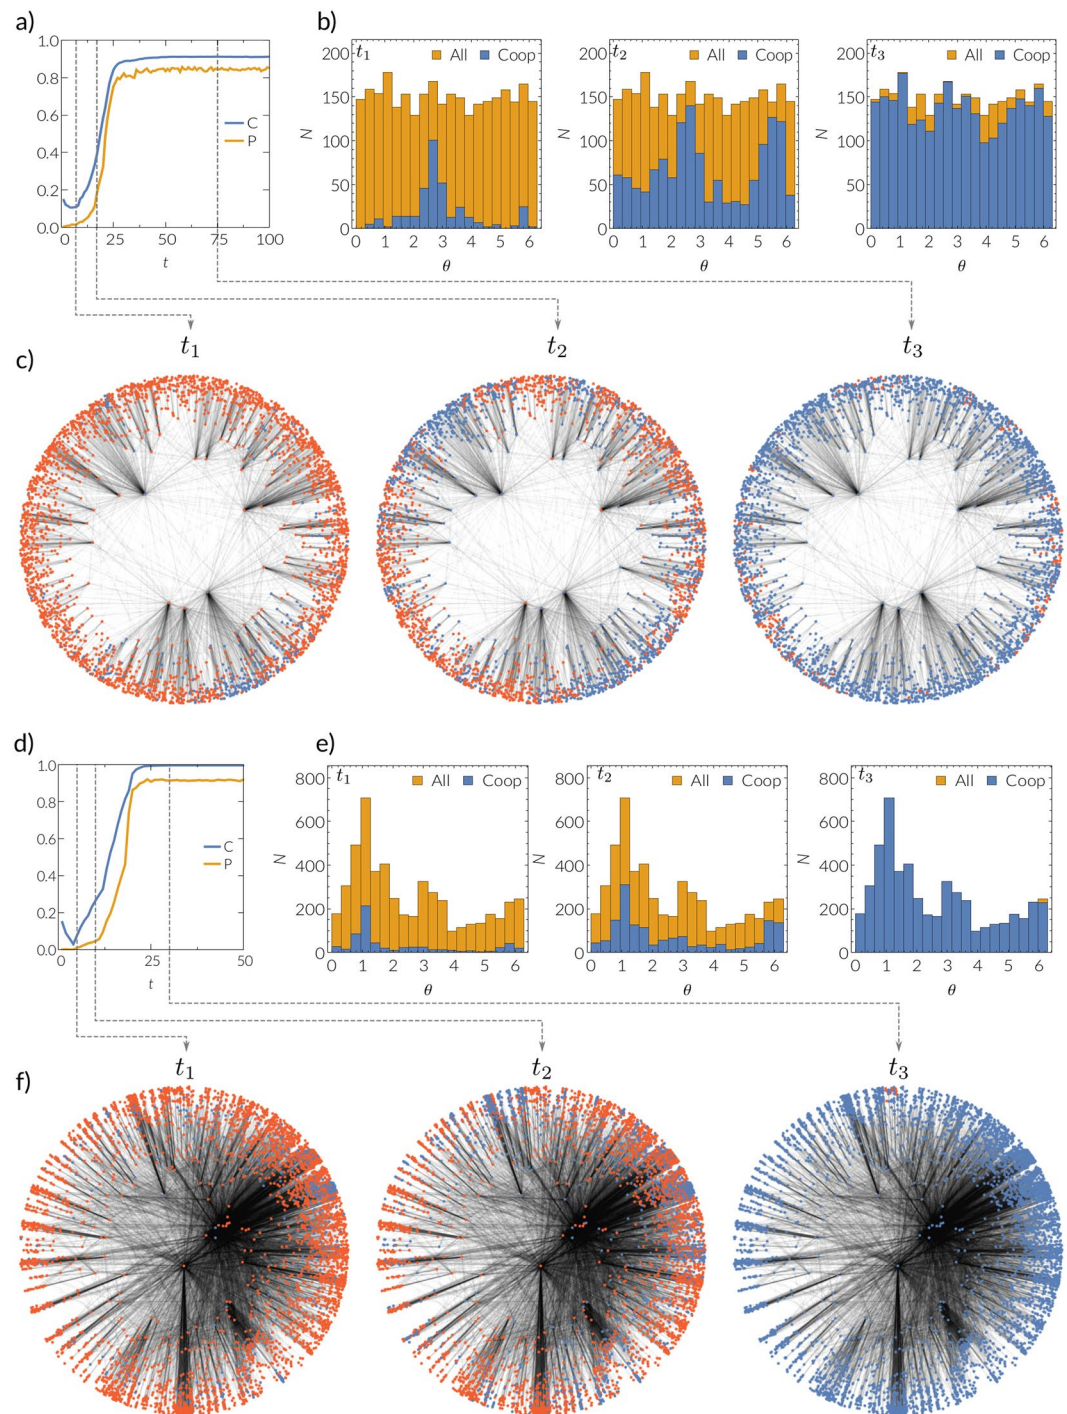 a)
1.0
0.8
0.6
0.4
0.2
0.0
C
P
0 25 50 75 100
t
b)
t1 All Coop
200
150
100
50
0
N
0 1 2 3 4 5 6
θ
t2 All Coop
200
150
100
50
0
N
0 1 2 3 4 5 6
θ
t3 All Coop
200
150
100
50
0
N
0 1 2 3 4 5 6
θ
t1 t2 t3
c)
d)
1.0
0.8
0.6
0.4
0.2
0.0
C
P
0 25 50
t
e)
t1 All Coop
800
600
400
200
0
N
0 1 2 3 4 5 6
θ
t2 All Coop
800
600
400
200
0
N
0 1 2 3 4 5 6
θ
t3 All Coop
800
600
400
200
0
N
0 1 2 3 4 5 6
θ
t1 t2 t3
f)